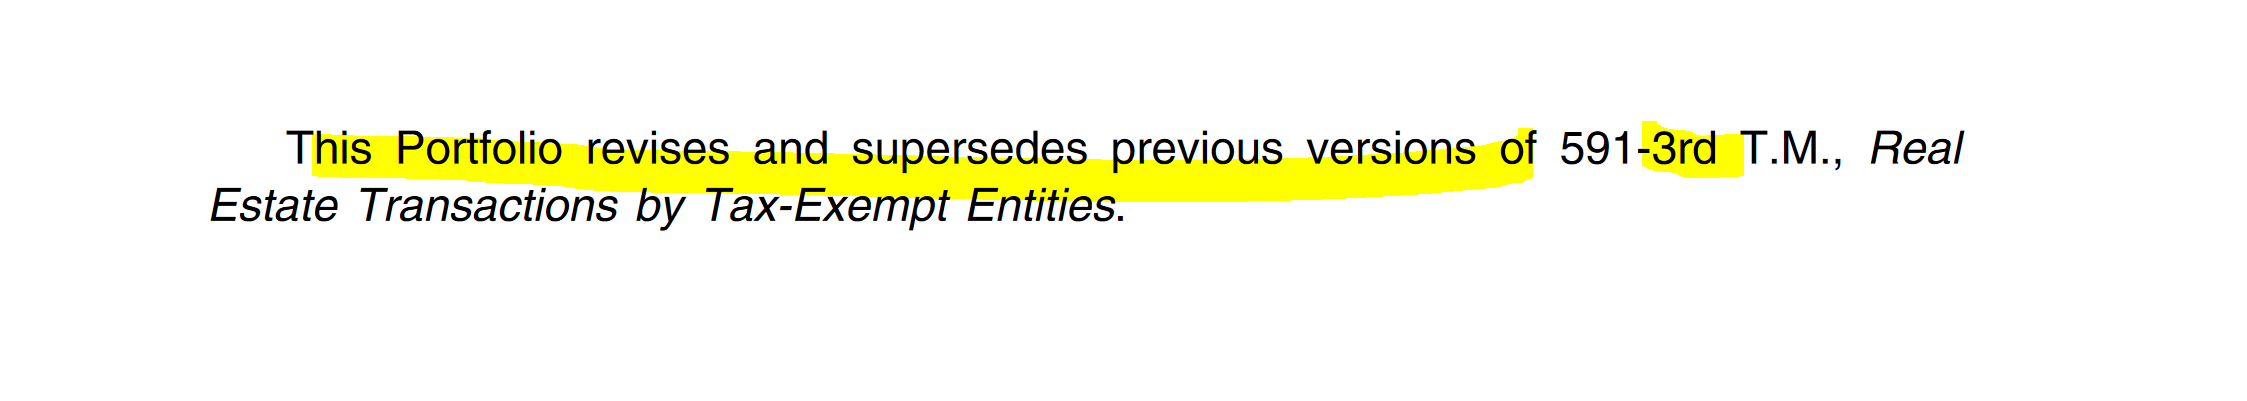 This Portfolio revises and supersedes previous versions of 591-3rd T.M., Real
Estate Transactions by Tax-Exempt Entities.